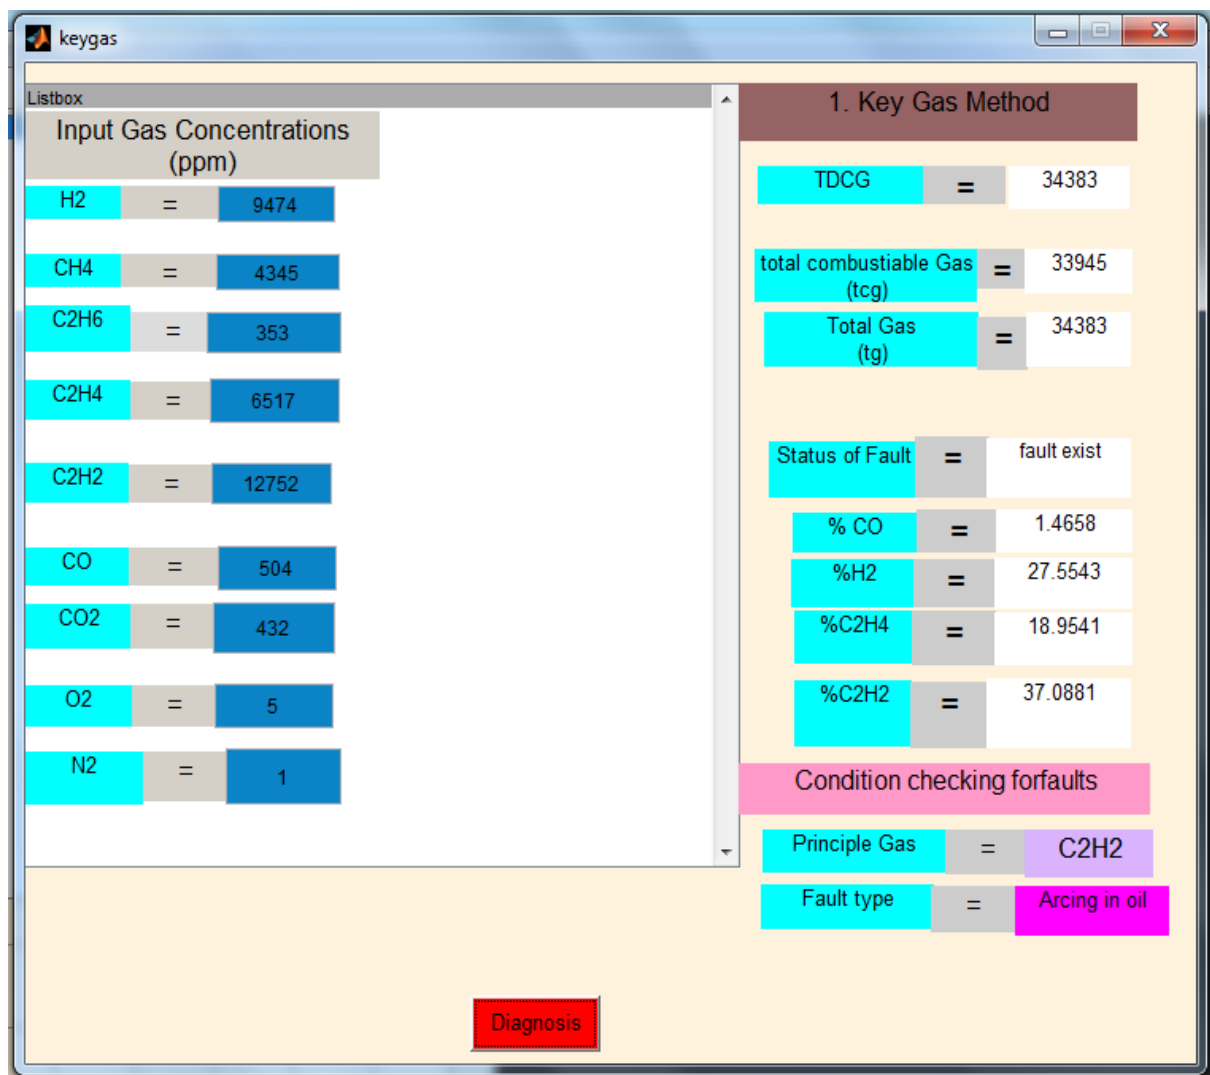 keygas
Listbox
Input Gas Concentrations
(ppm)
H2 = 9474
CH4 = 4345
C2H6 = 353
C2H4 = 6517
C2H2 = 12752
CO = 504
CO2 = 432
O2 = 5
N2 = 1
1. Key Gas Method
TDCG = 34383
total combustiable Gas
(tcg) = 33945
Total Gas
(tg) = 34383
Status of Fault = fault exist
% CO = 1.4658
%H2 = 27.5543
%C2H4 = 18.9541
%C2H2 = 37.0881
Condition checking forfaults
Principle Gas = C2H2
Fault type = Arcing in oil
Diagnosis